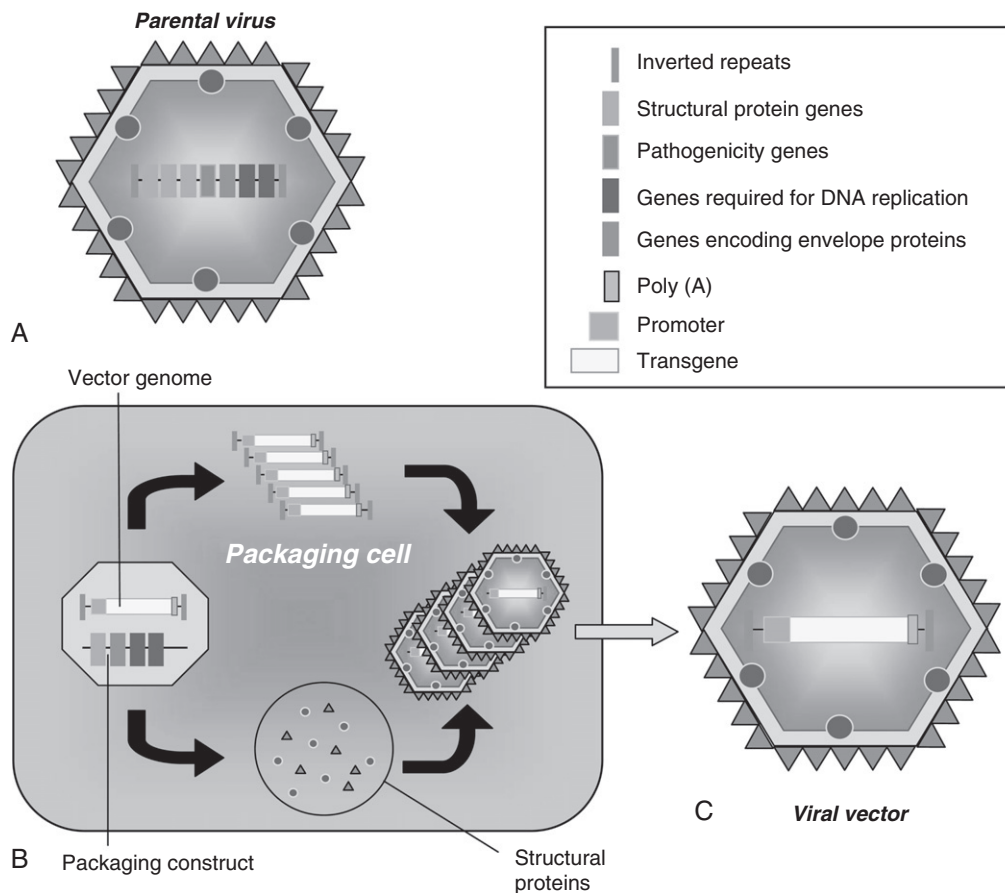 Parental virus
A
Inverted repeats
Structural protein genes
Pathogenicity genes
Genes required for DNA replication
Genes encoding envelope proteins
Poly (A)
Promoter
Transgene
Vector genome
Packaging cell
B
Packaging construct
Structural
proteins
C
Viral vector